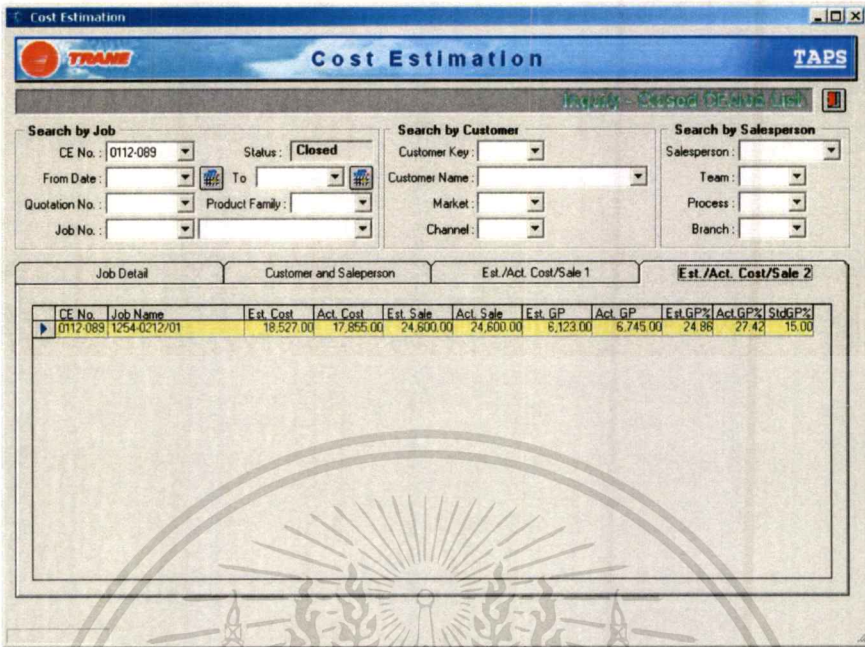 Cost Estimation
TRANE Cost Estimation TAPS
Inquiry - Closed CE/Job List
Search by Job Search by Customer Search by Salesperson
CE No. : 0112-089 Status : Closed Customer Key : Salesperson :
From Date : To Customer Name : Team :
Quotation No. : Product Family : Market : Process :
Job No. : Channel : Branch :
Job Detail Customer and Saleperson Est./Act. Cost/Sale 1 Est./Act. Cost/Sale 2
CE No. Job Name Est. Cost Act. Cost Est. Sale Act. Sale Est. GP Act. GP Est.GP% Act.GP% StdGP%
0112-089 1254-0212/01 18,527.00 17,855.00 24,600.00 24,600.00 6,123.00 6,745.00 24.86 27.42 15.00